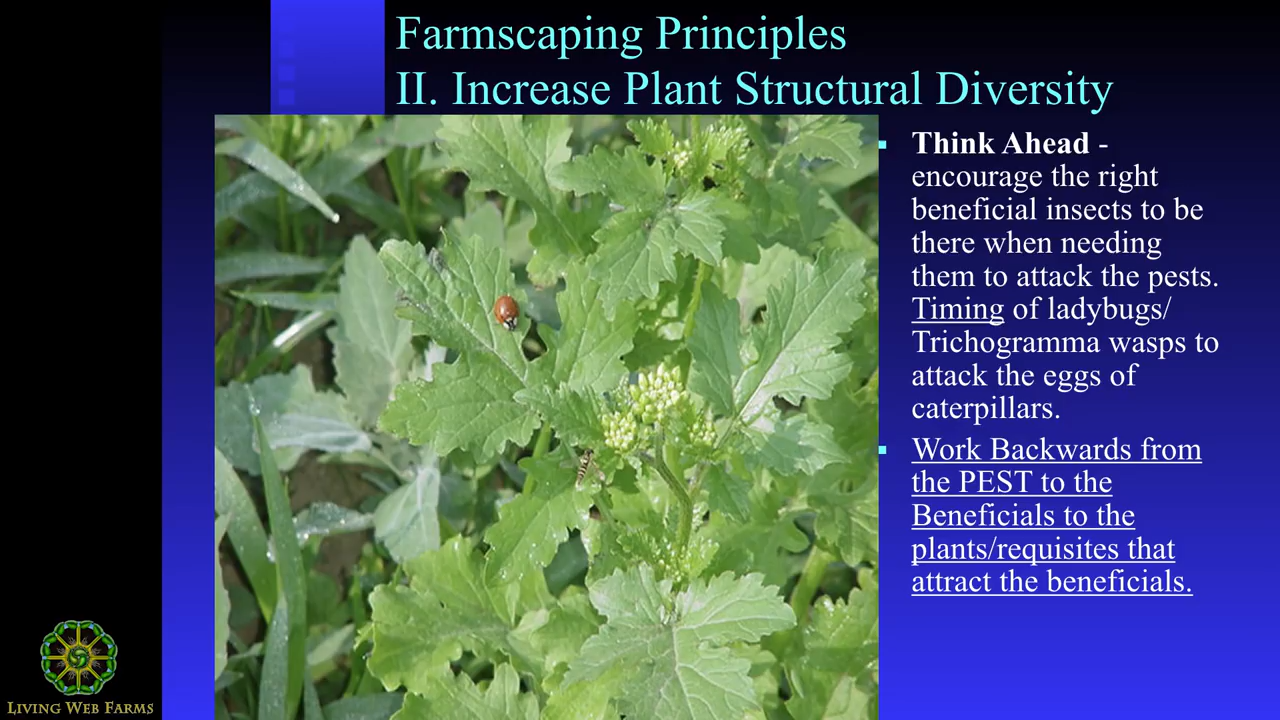 Farmscaping Principles
II. Increase Plant Structural Diversity
Think Ahead -
encourage the right
beneficial insects to be
there when needing
them to attack the pests.
Timing of ladybugs/
Trichogramma wasps to
attack the eggs of
caterpillars.
Work Backwards from
the PEST to the
Beneficials to the
plants/requisites that
attract the beneficials.
LIVING WEB FARMS